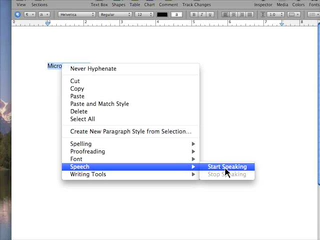 View Sections Text Box Shapes Table Chart Comment Track Changes Inspector Media Colors
Helvetica Regular 12
Micro
Never Hyphenate
Cut
Copy
Paste
Paste and Match Style
Delete
Select All
Create New Paragraph Style from Selection...
Spelling
Proofreading
Font
Speech Start Speaking
Writing Tools Stop Speaking